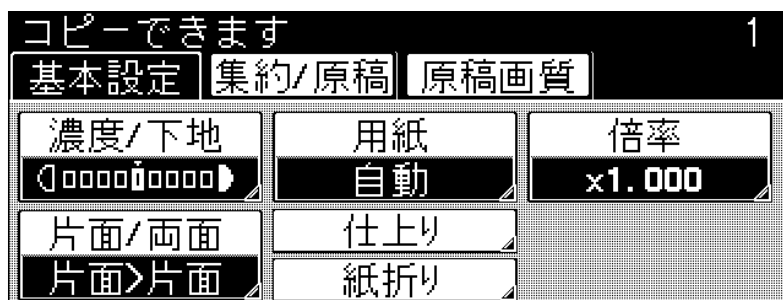 コピーできます 1
基本設定 集約/原稿 原稿画質
濃度/下地 用紙 倍率
自動 x1.000
片面/両面 仕上り
片面>片面 紙折り